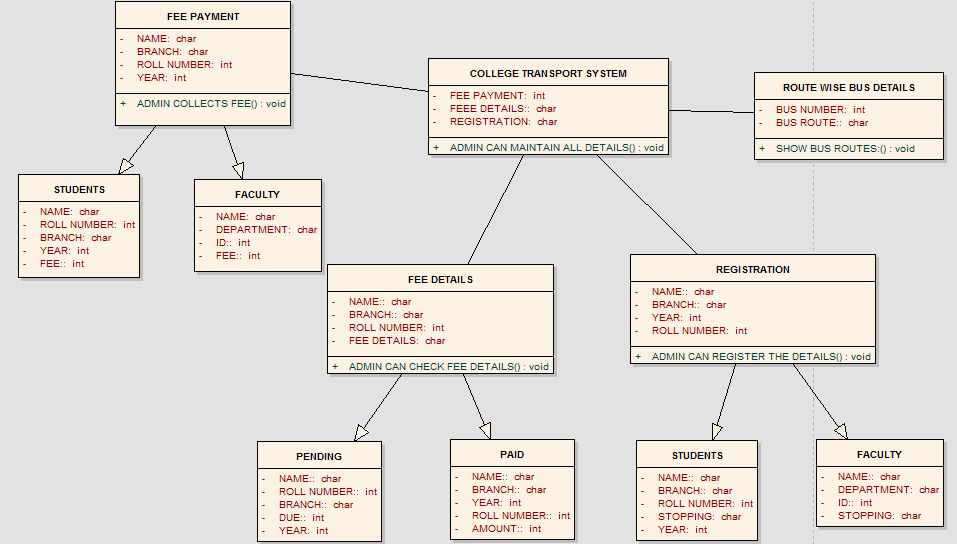 FEE PAYMENT
- NAME: char
- BRANCH: char
- ROLL NUMBER: int
- YEAR: int
+ ADMIN COLLECTS FEE() : void
COLLEGE TRANSPORT SYSTEM
- FEE PAYMENT: int
- FEEE DETAILS:: char
- REGISTRATION: char
+ ADMIN CAN MAINTAIN ALL DETAILS() : void
ROUTE WISE BUS DETAILS
- BUS NUMBER: int
- BUS ROUTE:: char
+ SHOW BUS ROUTES:() : void
STUDENTS
- NAME: char
- ROLL NUMBER: int
- BRANCH: char
- YEAR: int
- FEE:: int
FACULTY
- NAME: char
- DEPARTMENT: char
- ID:: int
- FEE:: int
FEE DETAILS
- NAME:: char
- BRANCH:: char
- ROLL NUMBER: int
- FEE DETAILS: char
+ ADMIN CAN CHECK FEE DETAILS() : void
REGISTRATION
- NAME:: char
- BRANCH:: char
- YEAR: int
- ROLL NUMBER: int
+ ADMIN CAN REGISTER THE DETAILS() : void
PENDING
- NAME:: char
- ROLL NUMBER:: int
- BRANCH:: char
- DUE:: int
- YEAR: int
PAID
- NAME:: char
- BRANCH:: char
- YEAR: int
- ROLL NUMBER:: int
- AMOUNT:: int
STUDENTS
- NAME:: char
- BRANCH:: char
- ROLL NUMBER: int
- STOPPING: char
- YEAR: int
FACULTY
- NAME:: char
- DEPARTMENT: char
- ID:: int
- STOPPING: char